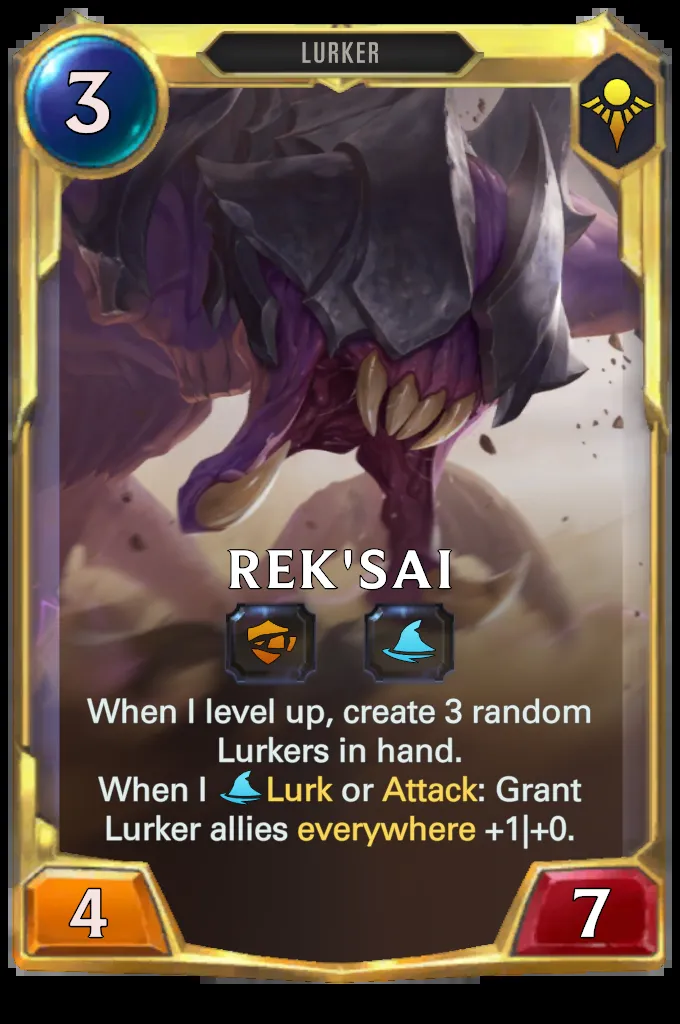 LURKER
3
REK'SAI
When I level up, create 3 random
Lurkers in hand.
When I Lurk or Attack: Grant
Lurker allies everywhere +1|+0.
4
7